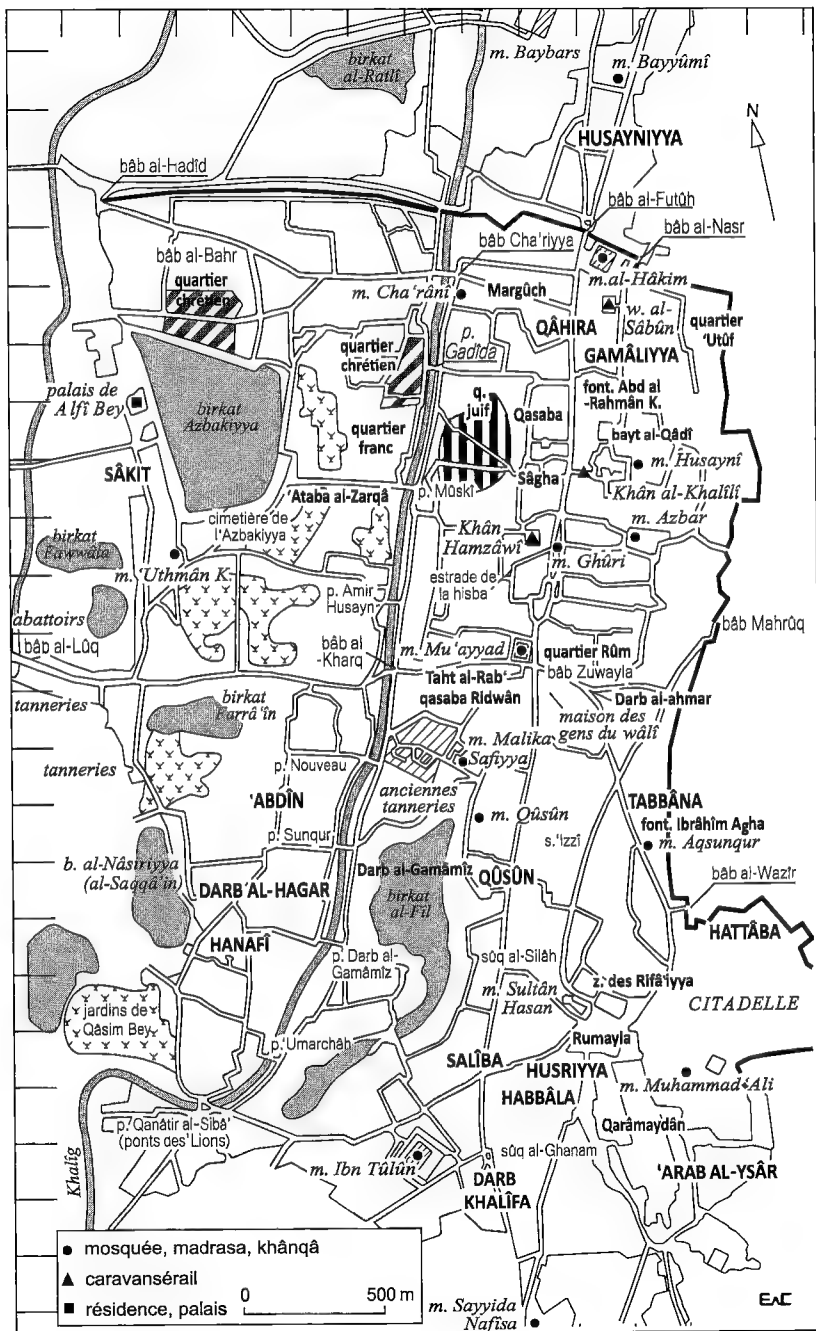 m. Baybars
birkat
al-Ratlî
m. Bayyûmî
N
HUSAYNIYYA
bâb al-Hadîd
bâb al-Futûh
bâb al-Nasr
bâb Cha'riyya
bâb al-Bahr
quartier
chrétien
m. Cha'rânî
Margûch
m.al-Hâkim
w. al-
Sâbûn
QÂHIRA
quartier
'Utûf
GAMÂLIYYA
p.
Gadîda
quartier
chrétien
font. Abd al
-Rahmân K.
palais de
Alfî Bey
birkat
Azbakiyya
q.
juif
Qasaba
quartier
franc
bayt al-Qâdî
m. Husaynî
SÂKIT
Sâgha
Khân al-Khalîlî
'Ataba al-Zarqâ
p. Mûskî
m. Azbar
cimetière de
l'Azbakiyya
Khân
Hamzâwî
birkat
Fawwâla
m. Ghûri
m. 'Uthmân K.
estrade de
la hisba
p. Amir
Husayn
abattoirs
bâb al-Lûq
bâb al
-Kharq
bâb Mahrûq
m. Mu'ayyad
quartier Rûm
bâb Zuwayla
Taht al-Rab'
qasaba Ridwân
tanneries
birkat
Farrâ'în
Darb al-ahmar
maison des
gens du wâlî
m. Malika
Safiyya
tanneries
p. Nouveau
anciennes
tanneries
'ABDÎN
TABBÂNA
font. Ibrâhîm Agha
m. Aqsunqur
m. Qûsûn
s.'izzî
p. Sunqur
b. al-Nâsiriyya
(al-Saqqâ'in)
Darb al-Gamâmîz
QÛSÛN
bâb al-Wazîr
DARB AL-HAGAR
birkat
al-Fîl
HATTÂBA
HANAFÎ
p. Darb al-
Gamâmîz
sûq al-Silâh
z. des Rifâ'iyya
m. Sultân
Hasan
CITADELLE
jardins de
Qâsim Bey
p. Umarchâh
Rumayla
SALÎBA
HUSRIYYA
m. Muhammad Ali
HABBÂLA
p. Qanâtir al-Sibâ'
(ponts des Lions)
Qarâmaydân
Khalîg
m. Ibn Tûlûn
sûq al-Ghanam
DARB
KHALÎFA
'ARAB AL-YSÂR
mosquée, madrasa, khânqâ
caravansérail
résidence, palais
0 500 m
m. Sayyida
Nafîsa
EAC